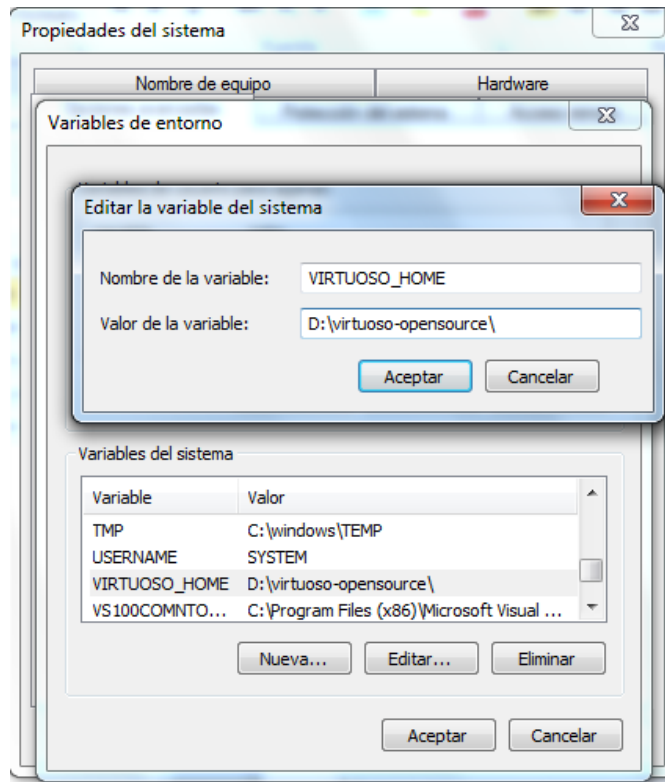 Propiedades del sistema
Nombre de equipo
Hardware
Variables de entorno
Editar la variable del sistema
Nombre de la variable:
VIRTUOSO_HOME
Valor de la variable:
D:\virtuoso-opensource\
Aceptar
Cancelar
Variables del sistema
Variable
Valor
TMP
C:\windows\TEMP
USERNAME
SYSTEM
VIRTUOSO_HOME
D:\virtuoso-opensource\
VS100COMNTO...
C:\Program Files (x86)\Microsoft Visual ...
Nueva...
Editar...
Eliminar
Aceptar
Cancelar